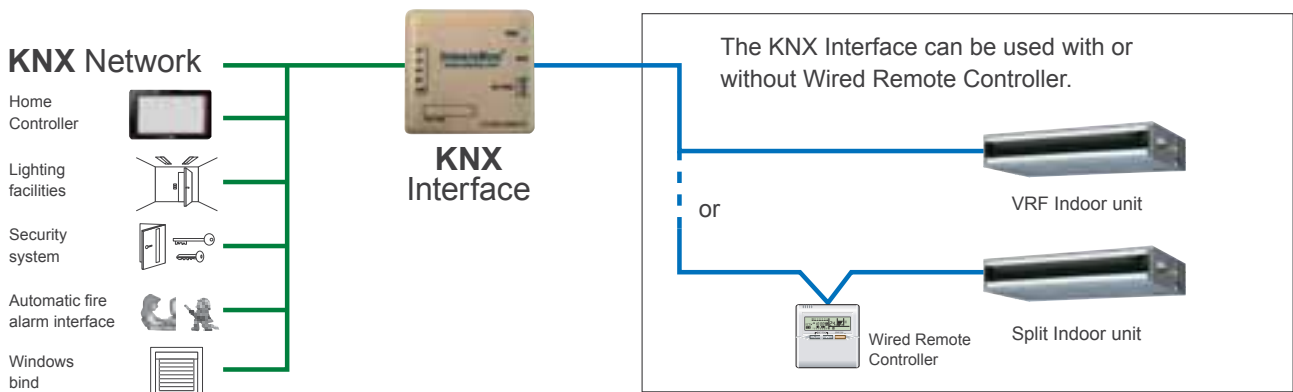 KNX Network
Home
Controller
Lighting
facilities
Security
system
Automatic fire
alarm interface
Windows
bind
KNX
Interface
The KNX Interface can be used with or
without Wired Remote Controller.
VRF Indoor unit
or
Split Indoor unit
Wired Remote
Controller